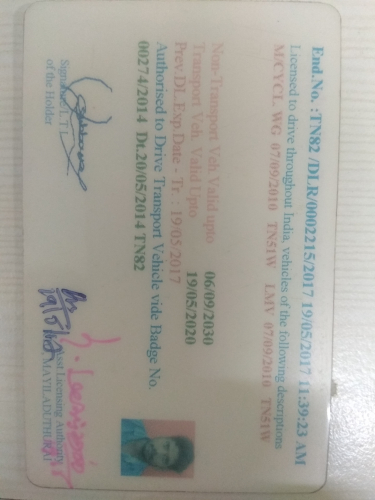 End.No. :TN82 /DLR/0002215/2017 19/05/2017 11:39:23 AM
Licensed to drive throughout India, vehicles of the following descriptions
M/CYCL. WG 07/09/2010 TN51W LMV 07/09/2010 TN51W
Non-Transport Veh.Valid upto 06/09/2030
Transport Veh. Valid Upto 19/05/2020
Prev.DL.Exp.Date - Tr : 19/05/2017
Authorised to Drive Transport Vehicle vide Badge No.
00274/2014 Dt.20/05/2014 TN82
Signature/L.T.I.
of the Holder
Asst.Licensing Authority
MAYILADUTHURAI